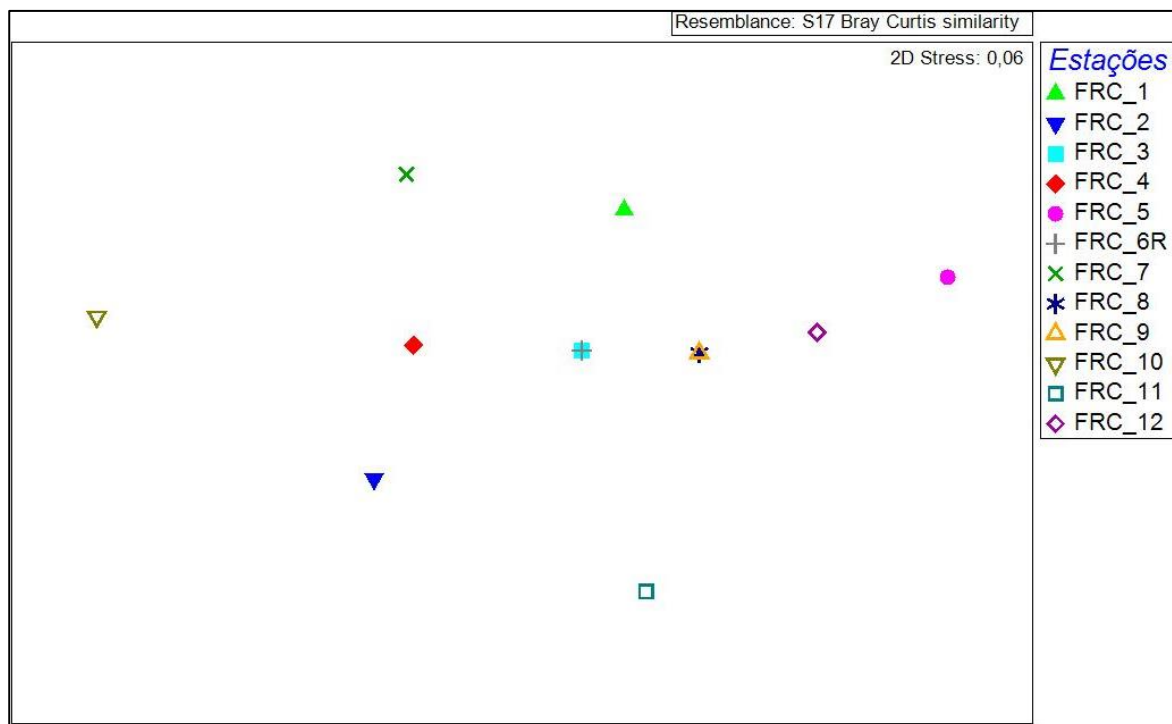 Resemblance: S17 Bray Curtis similarity
2D Stress: 0,06
Estações
FRC_1
FRC_2
FRC_3
FRC_4
FRC_5
FRC_6R
FRC_7
FRC_8
FRC_9
FRC_10
FRC_11
FRC_12